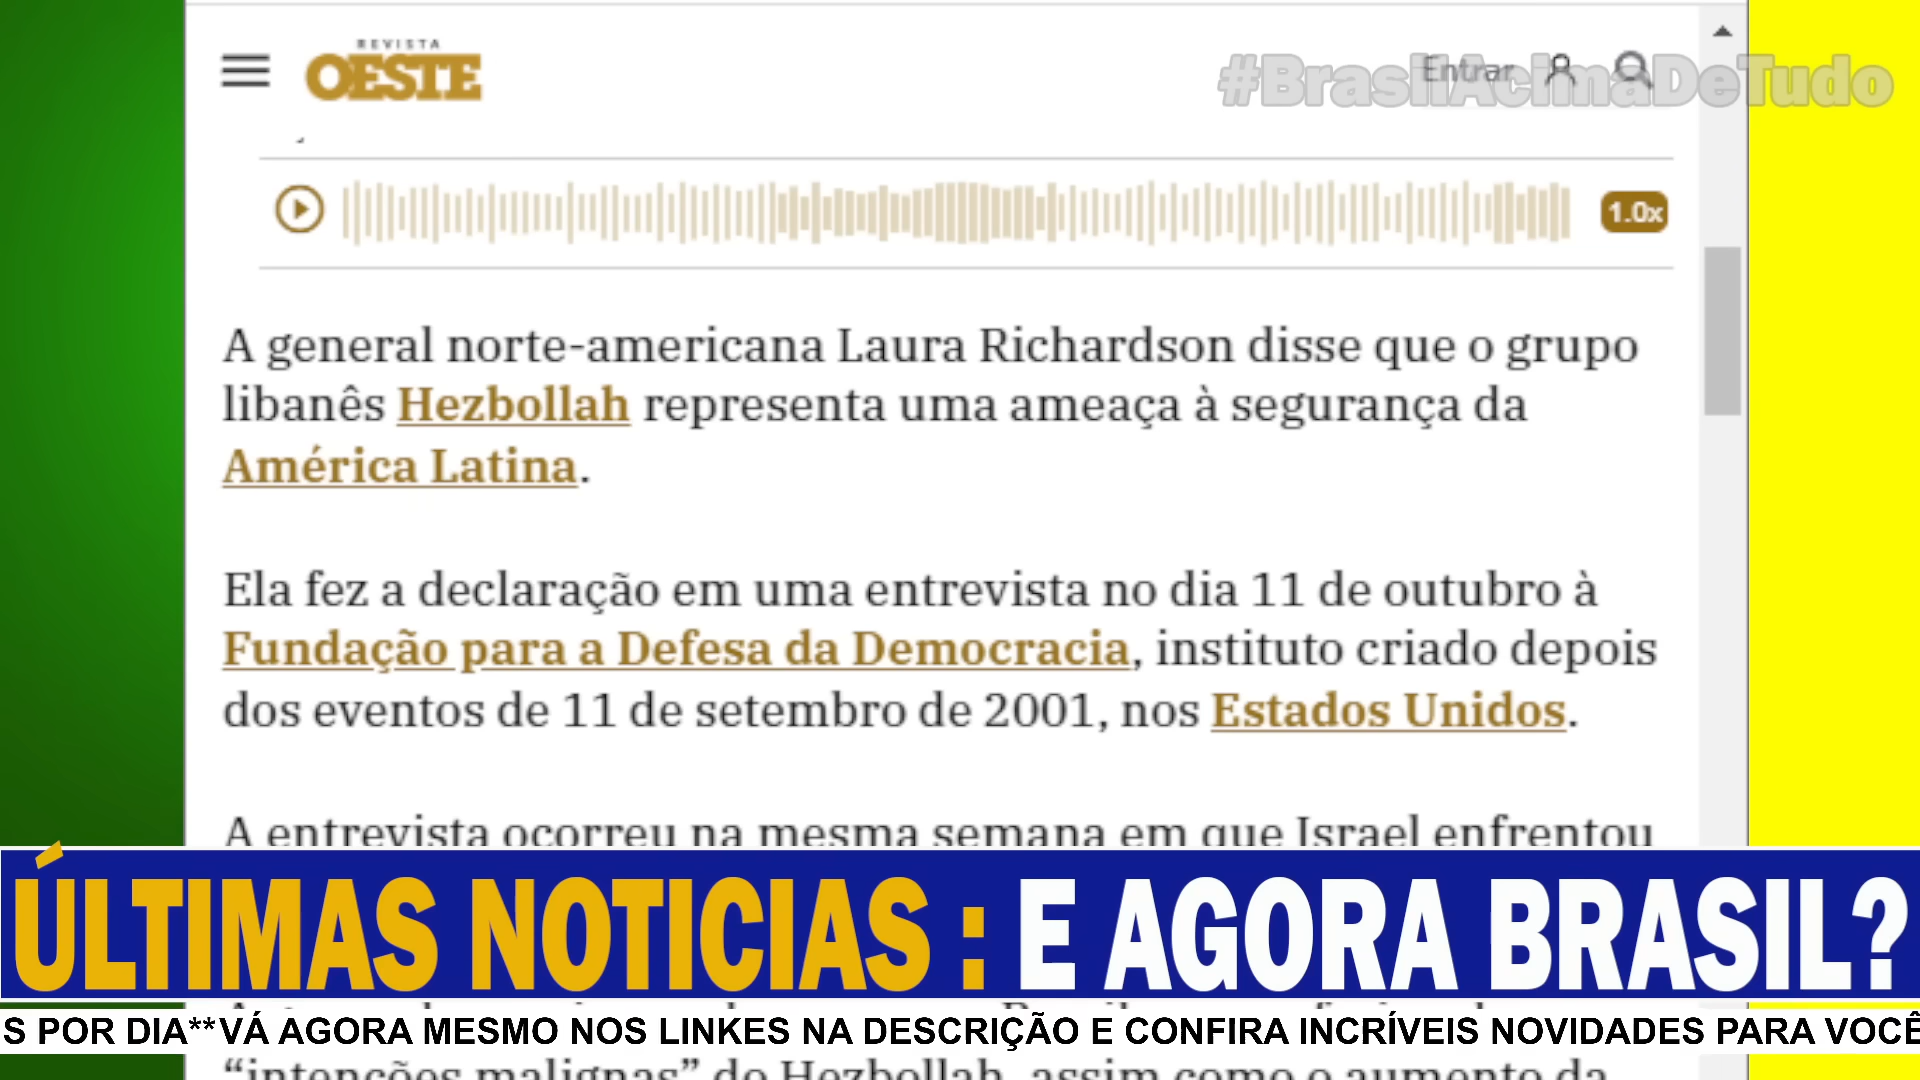 REVISTA
OESTE
Entrar
#BrasilAcimaDeTudo
1.0x
A general norte-americana Laura Richardson disse que o grupo
libanês Hezbollah representa uma ameaça à segurança da
América Latina.
Ela fez a declaração em uma entrevista no dia 11 de outubro à
Fundação para a Defesa da Democracia, instituto criado depois
dos eventos de 11 de setembro de 2001, nos Estados Unidos.
A entrevista ocorreu na mesma semana em que Israel enfrentou
ÚLTIMAS NOTICIAS : E AGORA BRASIL?
S POR DIA**VÁ AGORA MESMO NOS LINKES NA DESCRIÇÃO E CONFIRA INCRÍVEIS NOVIDADES PARA VOCÊ
“intenções malignas” do Hezbollah, assim como o aumento da